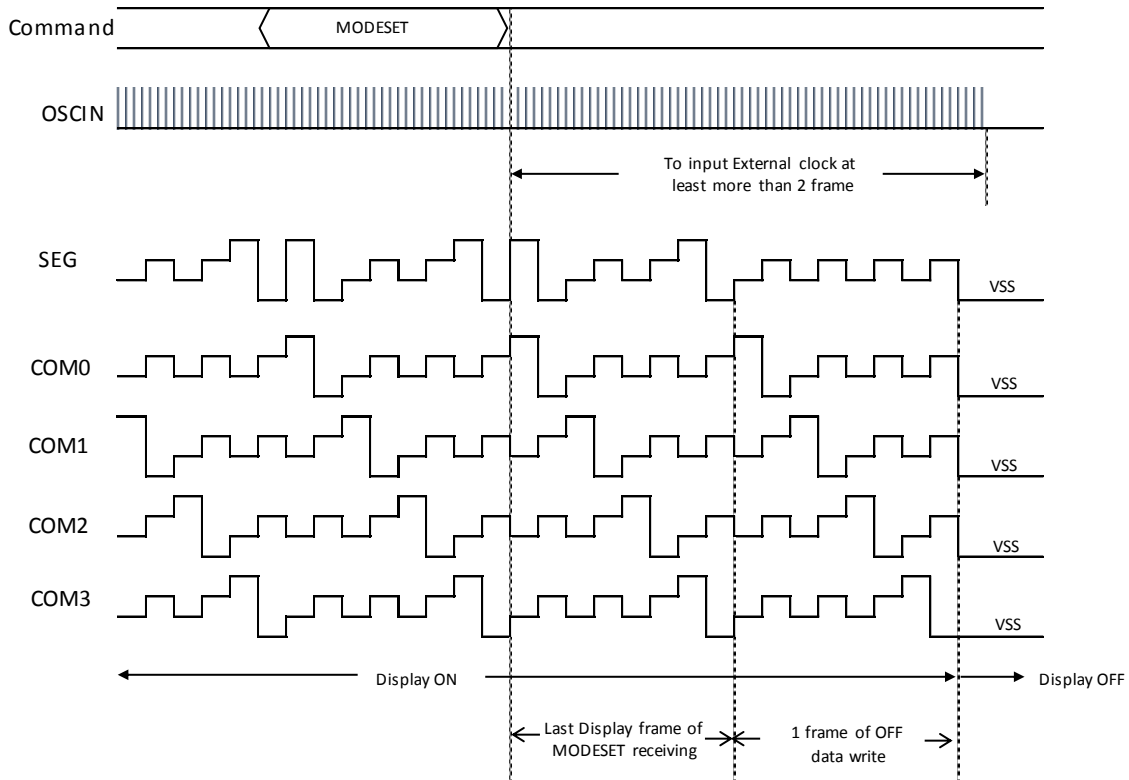 Command
MODESET
OSCIN
To input External clock at
least more than 2 frame
SEG
VSS
COM0
VSS
COM1
VSS
COM2
VSS
COM3
VSS
Display ON
Display OFF
Last Display frame of
MODESET receiving
1 frame of OFF
data write